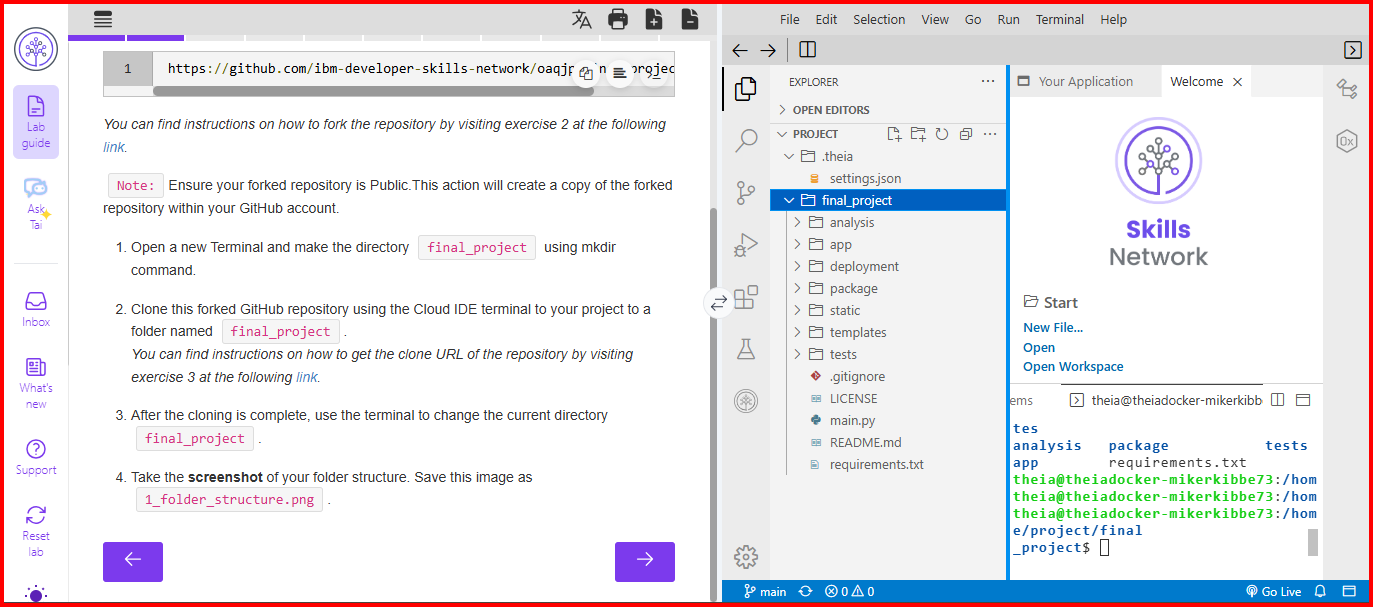 Lab
guide
Ask
Tai
Inbox
What's
new
Support
Reset
lab
1 https://github.com/ibm-developer-skills-network/oaqjp
projec
You can find instructions on how to fork the repository by visiting exercise 2 at the following
link.
Note: Ensure your forked repository is Public.This action will create a copy of the forked
repository within your GitHub account.
1. Open a new Terminal and make the directory final_project using mkdir
command.
2. Clone this forked GitHub repository using the Cloud IDE terminal to your project to a
folder named final_project .
You can find instructions on how to get the clone URL of the repository by visiting
exercise 3 at the following link.
3. After the cloning is complete, use the terminal to change the current directory
final_project .
4. Take the screenshot of your folder structure. Save this image as
1_folder_structure.png .
File Edit Selection View Go Run Terminal Help
EXPLORER
OPEN EDITORS
PROJECT
.theia
settings.json
final_project
analysis
app
deployment
package
static
templates
tests
.gitignore
LICENSE
main.py
README.md
requirements.txt
Your Application Welcome
0x
Skills
Network
Start
New File...
Open
Open Workspace
ems theia@theiadocker-mikerkibb
tes
analysis package tests
app requirements.txt
theia@theiadocker-mikerkibbe73:/hom
theia@theiadocker-mikerkibbe73:/hom
theia@theiadocker-mikerkibbe73:/hom
e/project/final
_project$
main 0 0 Go Live